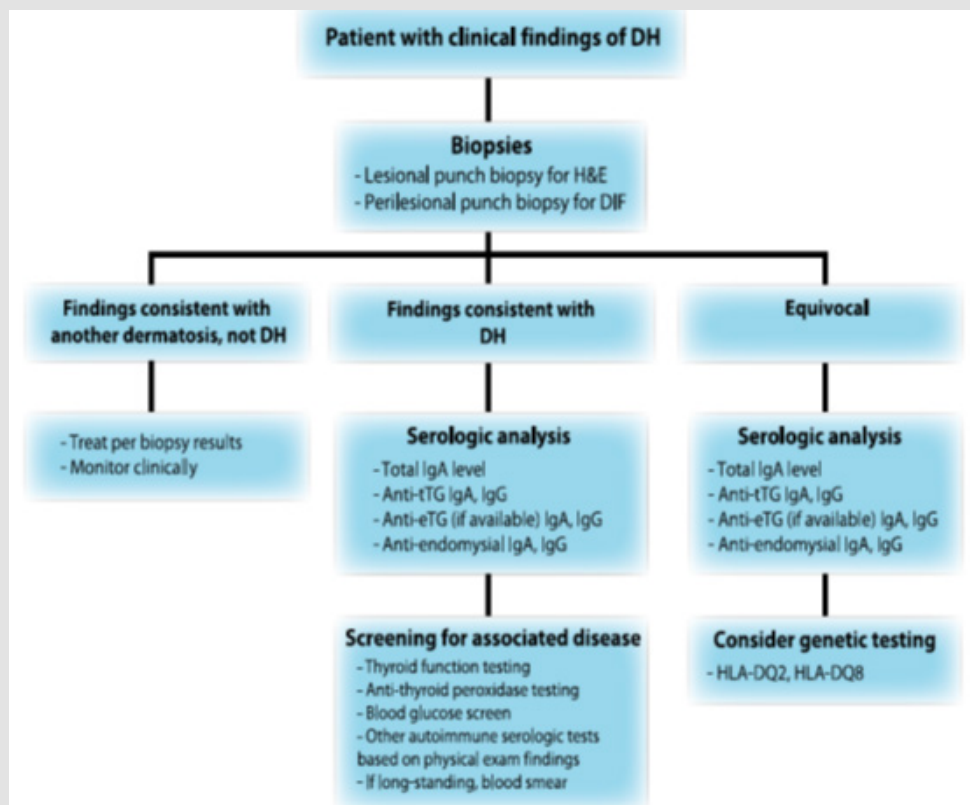 Patient with clinical findings of DH
Biopsies
- Lesional punch biopsy for H&E
- Perilesional punch biopsy for DIF
Findings consistent with
another dermatosis, not DH
- Treat per biopsy results
- Monitor clinically
Findings consistent with
DH
Serologic analysis
- Total IgA level
- Anti-tTG IgA, IgG
- Anti-eTG (if available) IgA, IgG
- Anti-endomysial IgA, IgG
Screening for associated disease
- Thyroid function testing
- Anti-thyroid peroxidase testing
- Blood glucose screen
- Other autoimmune serologic tests
based on physical exam findings
- If long-standing, blood smear
Equivocal
Serologic analysis
- Total IgA level
- Anti-tTG IgA, IgG
- Anti-eTG (if available) IgA, IgG
- Anti-endomysial IgA, IgG
Consider genetic testing
- HLA-DQ2, HLA-DQ8